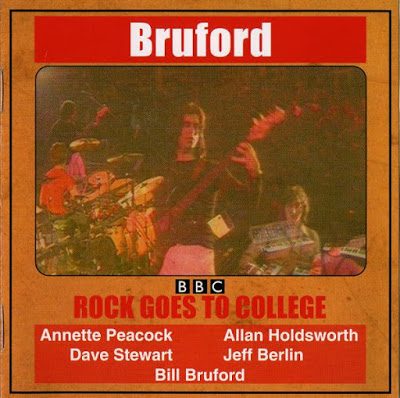 Bruford
BBC
ROCK GOES TO COLLEGE
Annette Peacock Allan Holdsworth
Dave Stewart Jeff Berlin
Bill Bruford